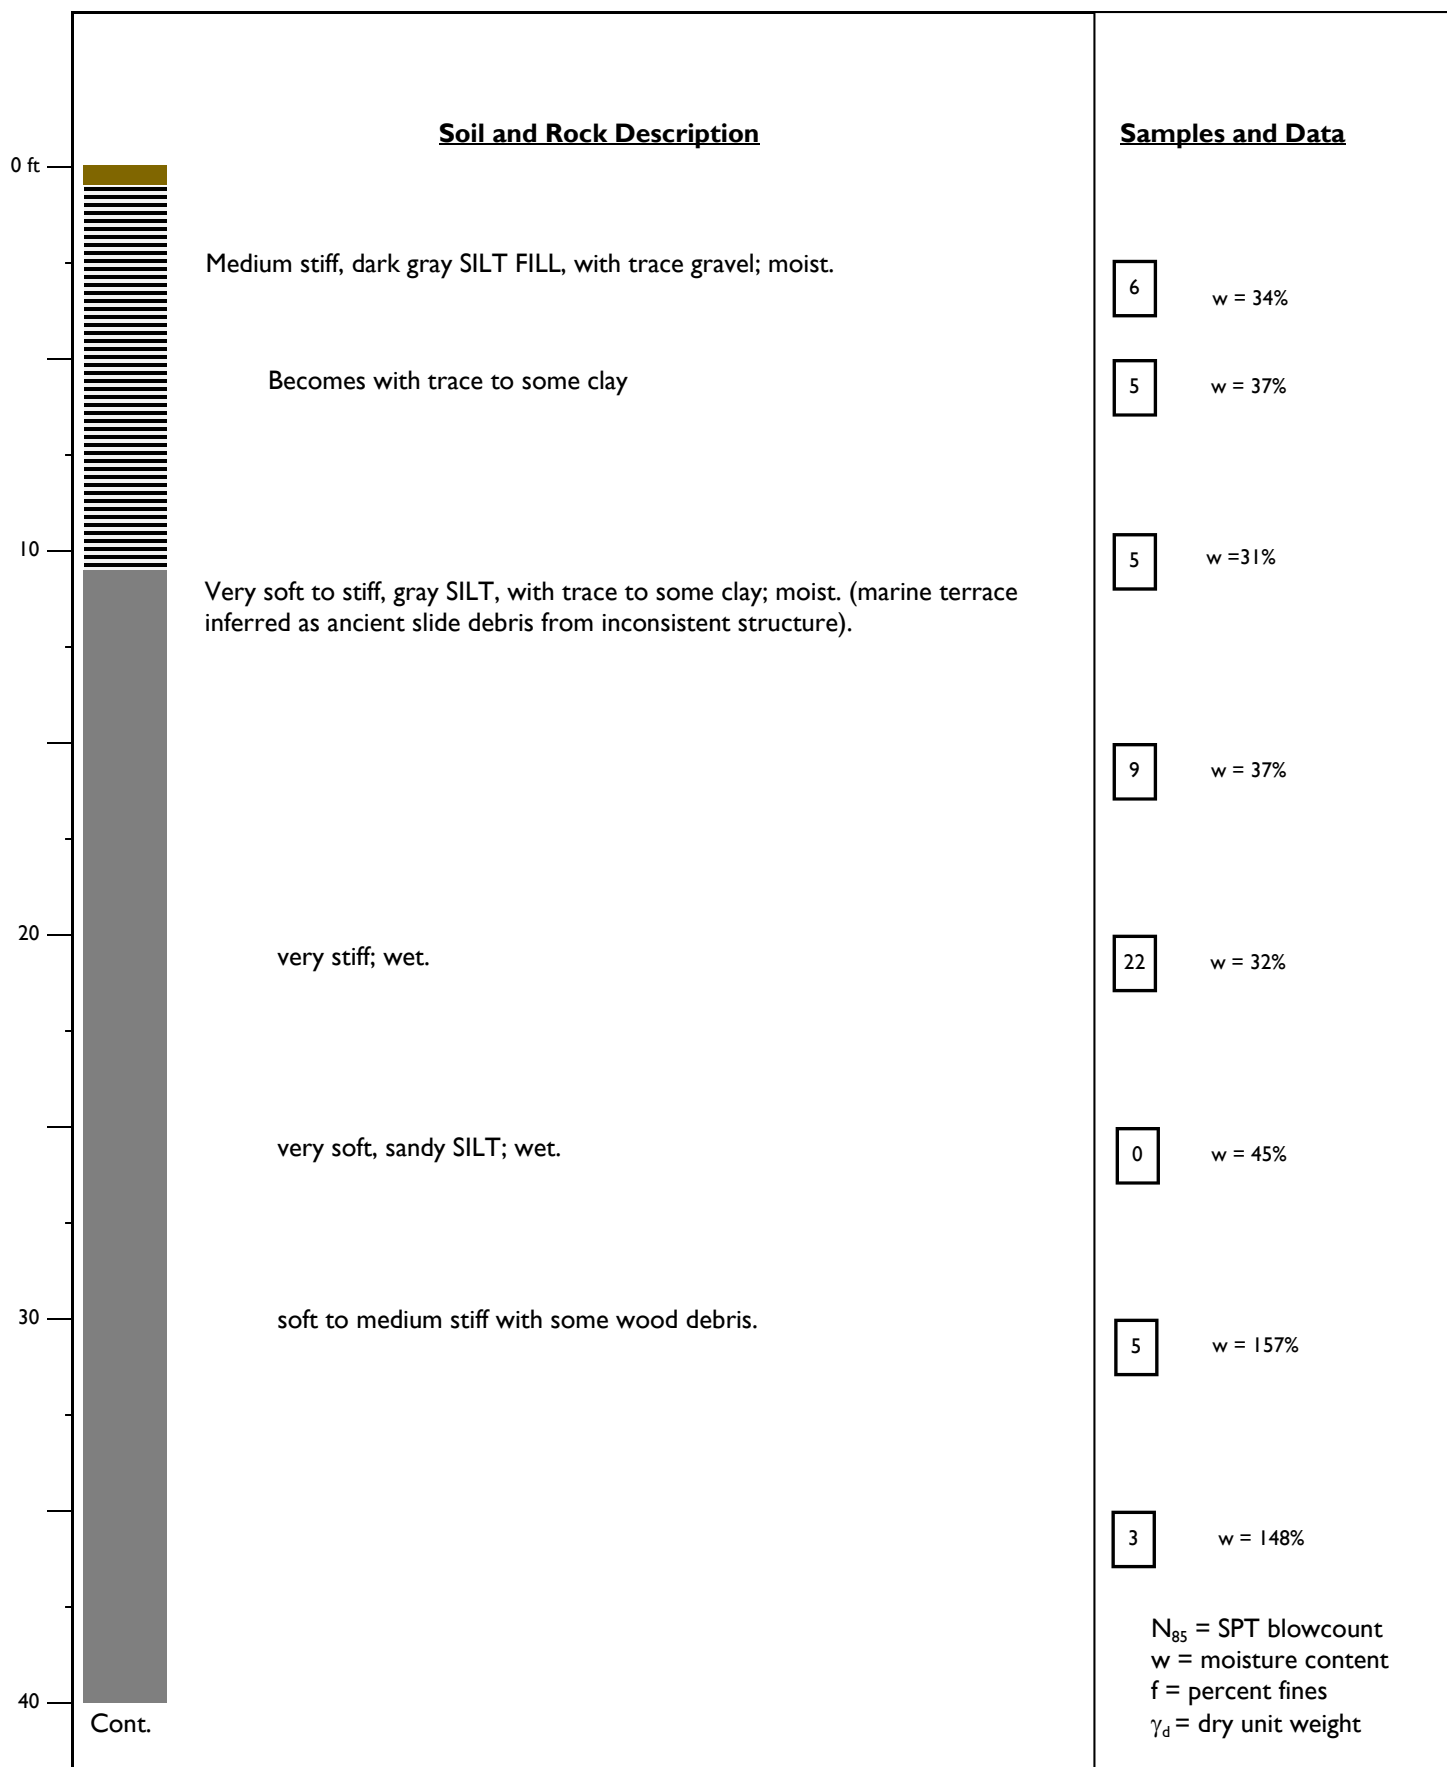 Soil and Rock Description
Samples and Data
0 ft
Medium stiff, dark gray SILT FILL, with trace gravel; moist.
6
w = 34%
Becomes with trace to some clay
5
w = 37%
10
5
w =31%
Very soft to stiff, gray SILT, with trace to some clay; moist. (marine terrace
inferred as ancient slide debris from inconsistent structure).
9
w = 37%
20
very stiff; wet.
22
w = 32%
very soft, sandy SILT; wet.
0
w = 45%
30
soft to medium stiff with some wood debris.
5
w = 157%
3
w = 148%
N85 = SPT blowcount
w = moisture content
f = percent fines
γd = dry unit weight
40
Cont.